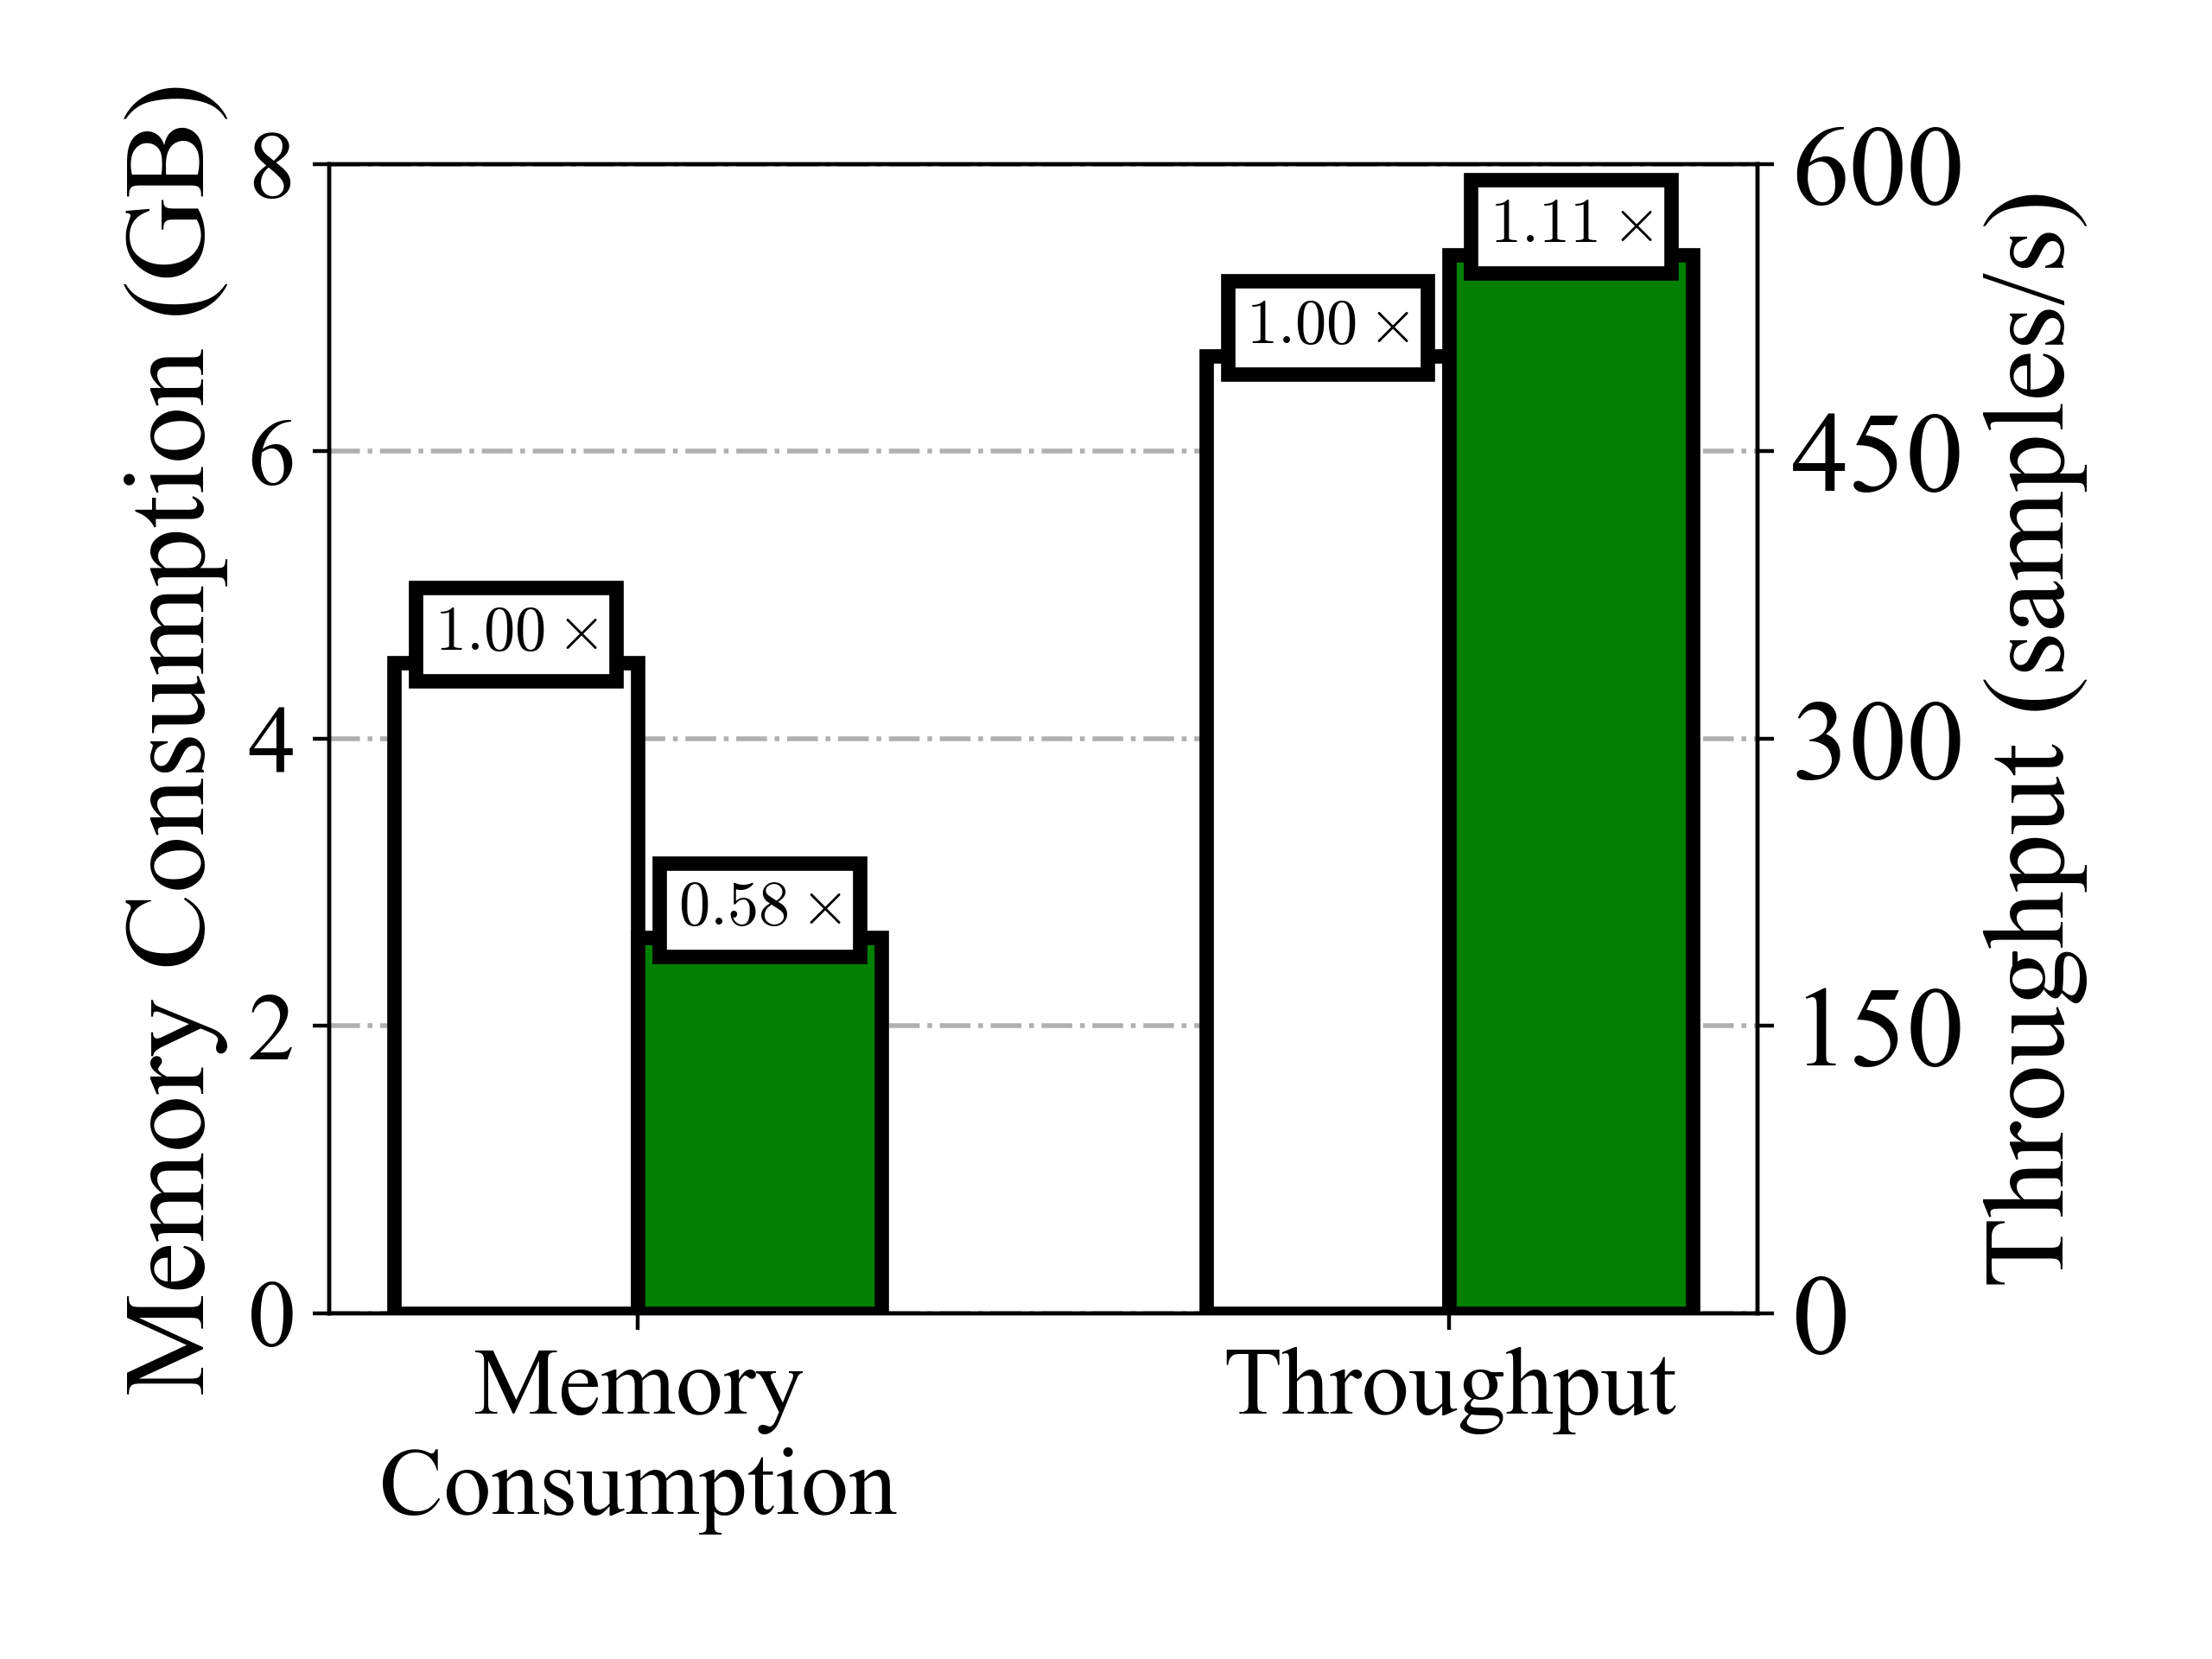 Memory Consumption (GB)
8
6
4
2
0
1.00 ×
0.58 ×
1.00 ×
1.11 ×
600
450
300
150
0
Throughput (samples/s)
Memory
Consumption
Throughput